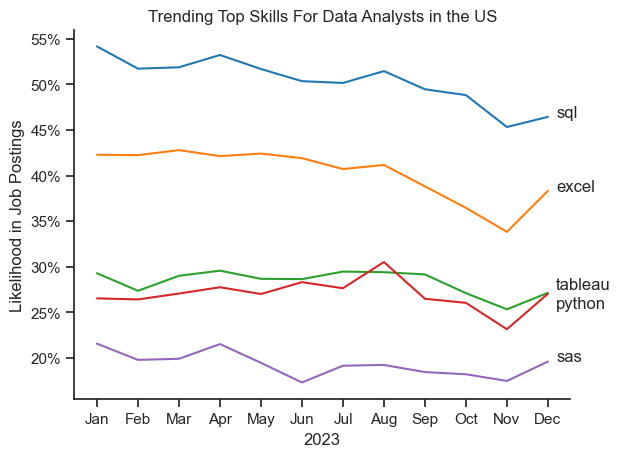 Trending Top Skills For Data Analysts in the US
Likelihood in Job Postings
55%
50%
45%
40%
35%
30%
25%
20%
sql
excel
tableau
python
sas
Jan Feb Mar Apr May Jun Jul Aug Sep Oct Nov Dec
2023